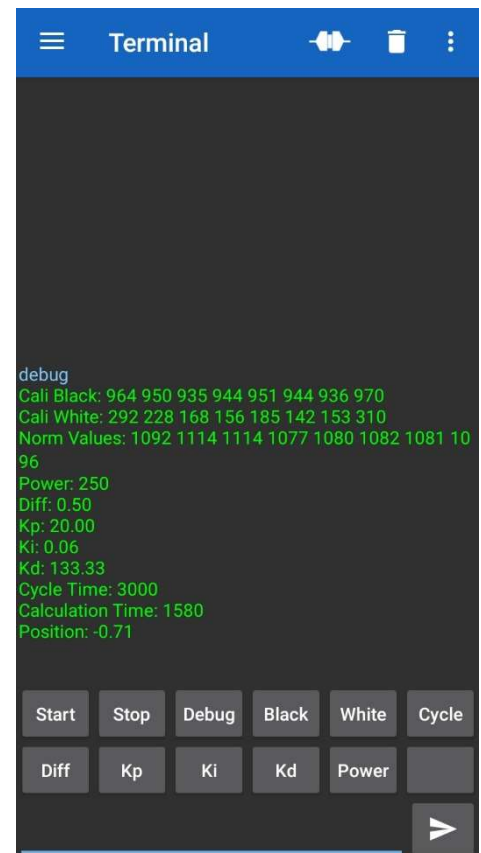 Terminal
debug
Cali Black: 964 950 935 944 951 944 936 970
Cali White: 292 228 168 156 185 142 153 310
Norm Values: 1092 1114 1114 1077 1080 1082 1081 10
96
Power: 250
Diff: 0.50
Kp: 20.00
Ki: 0.06
Kd: 133.33
Cycle Time: 3000
Calculation Time: 1580
Position: -0.71
Start Stop Debug Black White Cycle
Diff Kp Ki Kd Power